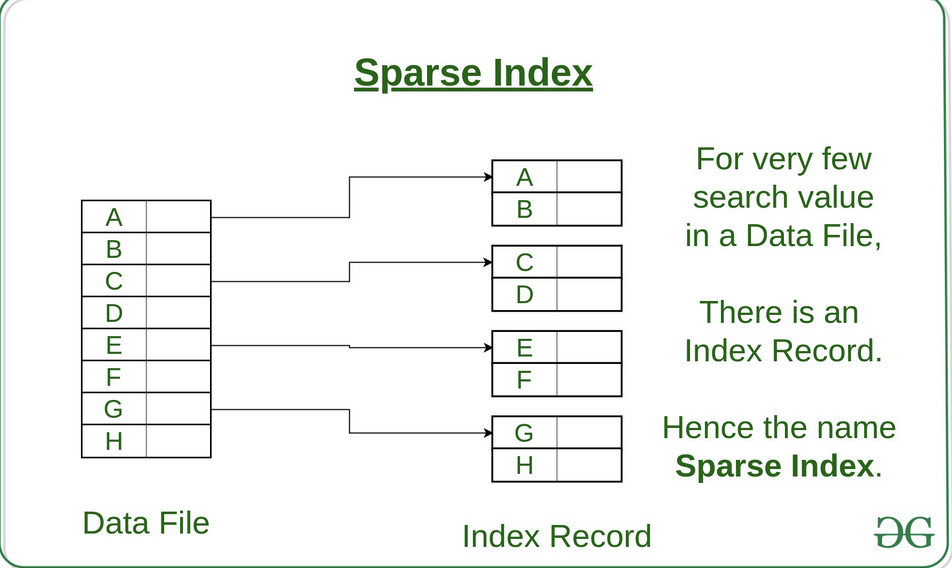 Sparse Index
A
B
C
D
E
F
G
H
Data File
A
B
C
D
E
F
G
H
Index Record
For very few
search value
in a Data File,
There is an
Index Record.
Hence the name
Sparse Index.